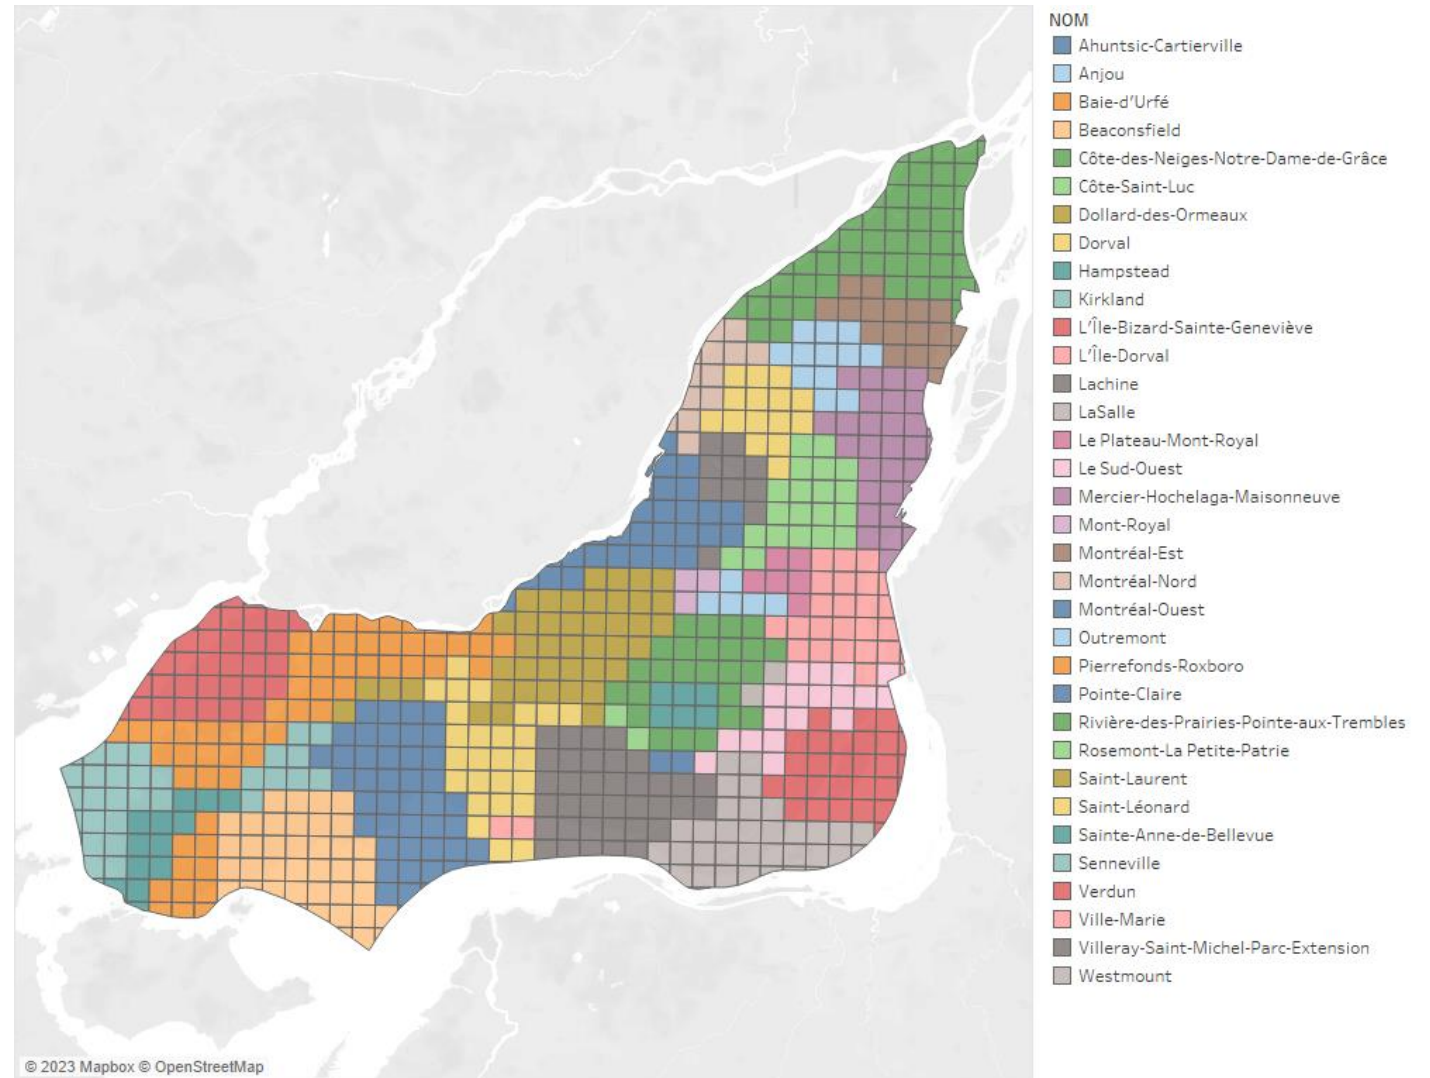 NOM
Ahuntsic-Cartierville
Anjou
Baie-d'Urfé
Beaconsfield
Côte-des-Neiges-Notre-Dame-de-Grâce
Côte-Saint-Luc
Dollard-des-Ormeaux
Dorval
Hampstead
Kirkland
L'Île-Bizard-Sainte-Geneviève
L'Île-Dorval
Lachine
LaSalle
Le Plateau-Mont-Royal
Le Sud-Ouest
Mercier-Hochelaga-Maisonneuve
Mont-Royal
Montréal-Est
Montréal-Nord
Montréal-Ouest
Outremont
Pierrefonds-Roxboro
Pointe-Claire
Rivière-des-Prairies-Pointe-aux-Trembles
Rosemont-La Petite-Patrie
Saint-Laurent
Saint-Léonard
Sainte-Anne-de-Bellevue
Senneville
Verdun
Ville-Marie
Villeray-Saint-Michel-Parc-Extension
Westmount
© 2023 Mapbox © OpenStreetMap